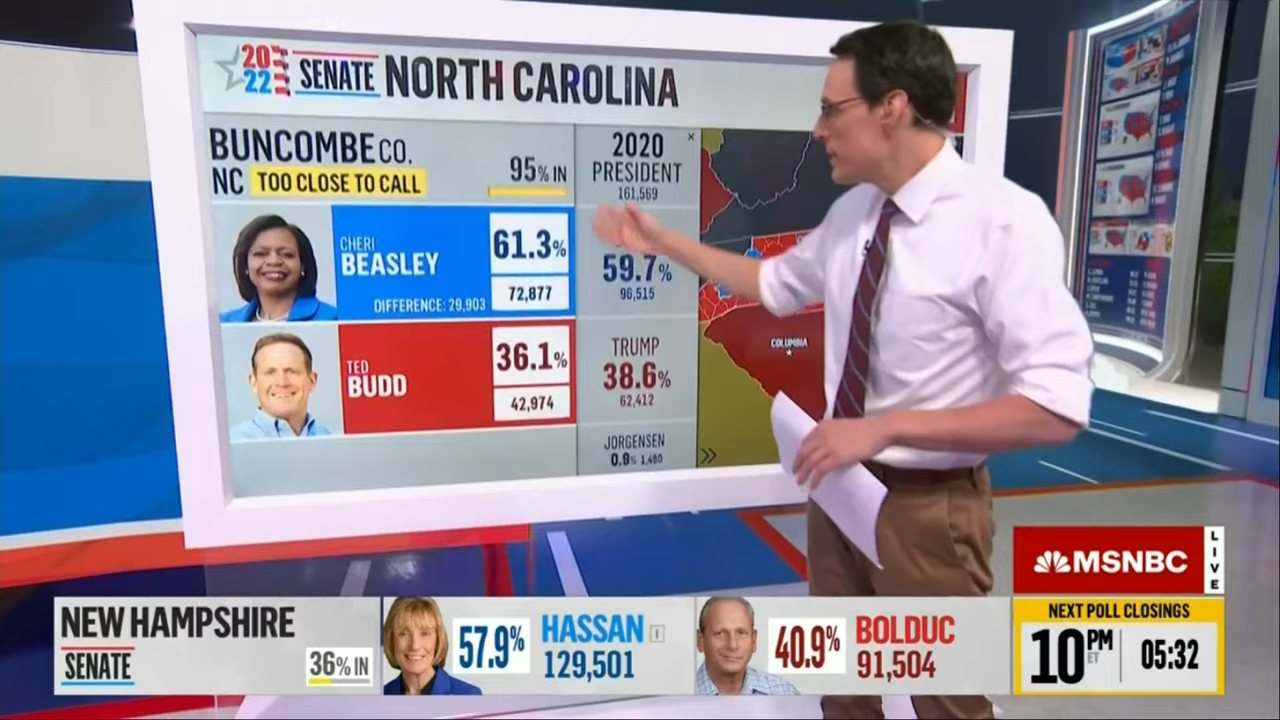 2022
SENATE NORTH CAROLINA
BUNCOMBE CO.
NC TOO CLOSE TO CALL
95% IN
CHERI
BEASLEY
DIFFERENCE: 29,903
61.3%
72,877
TED
BUDD
36.1%
42,974
2020
PRESIDENT
161,569
×
59.7%
96,515
TRUMP
38.6%
62,412
JORGENSEN
0.9% 1,460
»
COLUMBIA
MSNBC
LIVE
NEW HAMPSHIRE
SENATE
36% IN
57.9%
HASSAN I
129,501
40.9%
BOLDUC
91,504
NEXT POLL CLOSINGS
10 PM ET
05:32